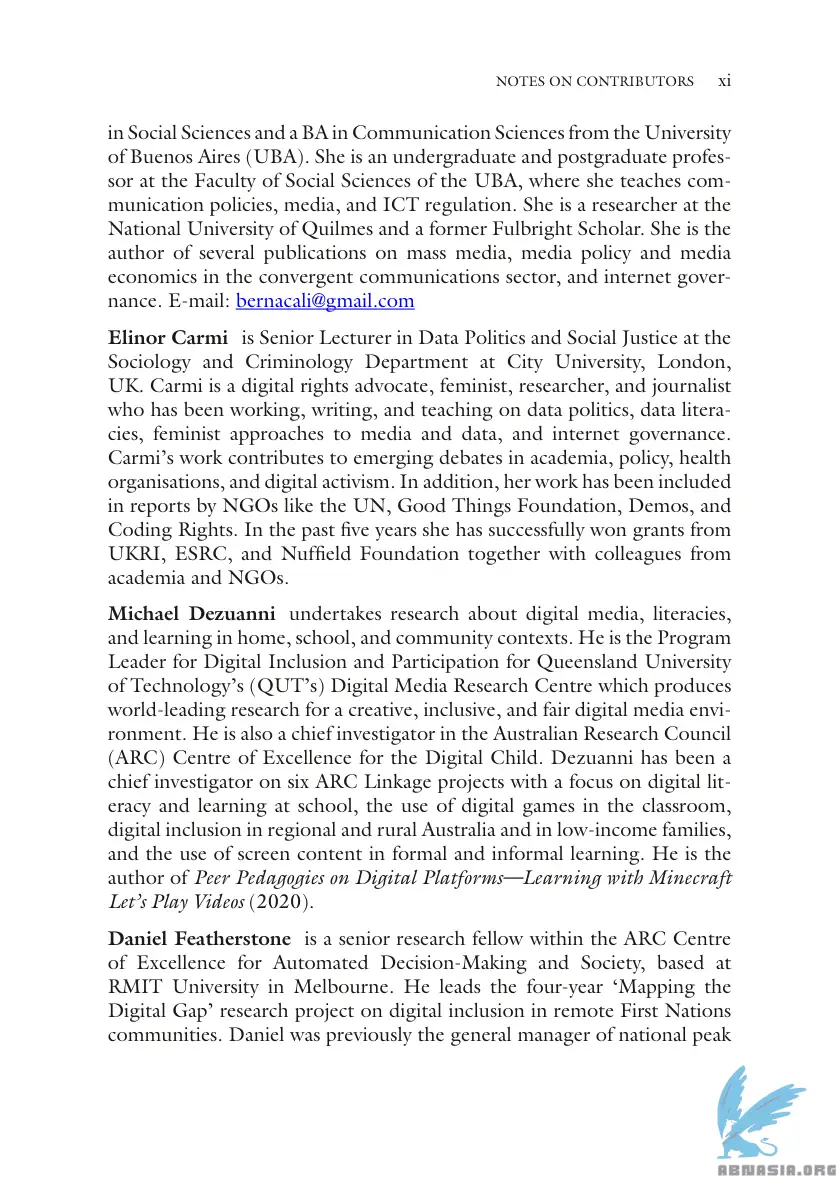 NOTES ON CONTRIBUTORS xi
in Social Sciences and a BA in Communication Sciences from the University
of Buenos Aires (UBA). She is an undergraduate and postgraduate profes-
sor at the Faculty of Social Sciences of the UBA, where she teaches com-
munication policies, media, and ICT regulation. She is a researcher at the
National University of Quilmes and a former Fulbright Scholar. She is the
author of several publications on mass media, media policy and media
economics in the convergent communications sector, and internet gover-
nance. E-mail: bernacali@gmail.com
Elinor Carmi is Senior Lecturer in Data Politics and Social Justice at the
Sociology and Criminology Department at City University, London,
UK. Carmi is a digital rights advocate, feminist, researcher, and journalist
who has been working, writing, and teaching on data politics, data litera-
cies, feminist approaches to media and data, and internet governance.
Carmi's work contributes to emerging debates in academia, policy, health
organisations, and digital activism. In addition, her work has been included
in reports by NGOs like the UN, Good Things Foundation, Demos, and
Coding Rights. In the past five years she has successfully won grants from
UKRI, ESRC, and Nuffield Foundation together with colleagues from
academia and NGOs.
Michael Dezuanni undertakes research about digital media, literacies,
and learning in home, school, and community contexts. He is the Program
Leader for Digital Inclusion and Participation for Queensland University
of Technology's (QUT's) Digital Media Research Centre which produces
world-leading research for a creative, inclusive, and fair digital media envi-
ronment. He is also a chief investigator in the Australian Research Council
(ARC) Centre of Excellence for the Digital Child. Dezuanni has been a
chief investigator on six ARC Linkage projects with a focus on digital lit-
eracy and learning at school, the use of digital games in the classroom,
digital inclusion in regional and rural Australia and in low-income families,
and the use of screen content in formal and informal learning. He is the
author of Peer Pedagogies on Digital Platforms—Learning with Minecraft
Let's Play Videos (2020).
Daniel Featherstone is a senior research fellow within the ARC Centre
of Excellence for Automated Decision-Making and Society, based at
RMIT University in Melbourne. He leads the four-year 'Mapping the
Digital Gap' research project on digital inclusion in remote First Nations
communities. Daniel was previously the general manager of national peak
ABNASIA.ORG